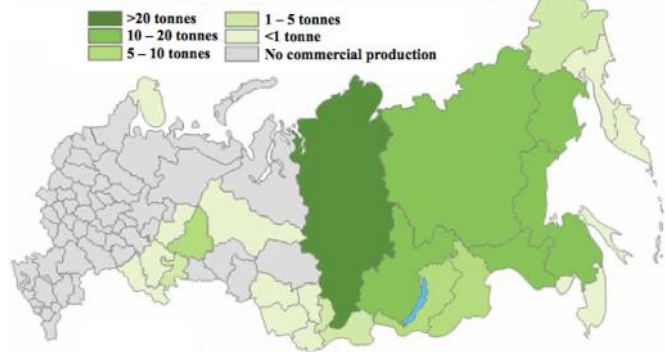 >20 tonnes
10 – 20 tonnes
5 – 10 tonnes
1 – 5 tonnes
<1 tonne
No commercial production